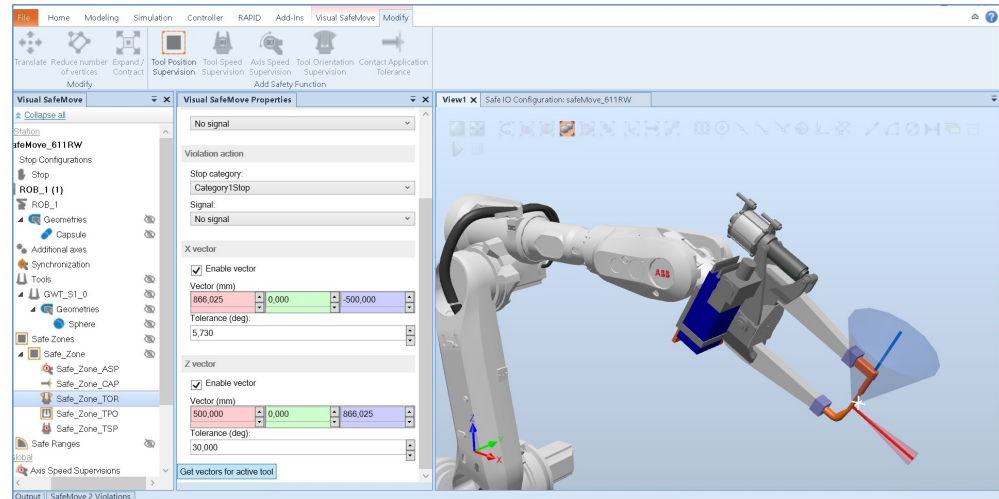 File Home Modeling Simulation Controller RAPID Add-Ins Visual SafeMove Modify
Translate Reduce number of vertices Expand / Contract Tool Position Supervision Tool Speed Supervision Axis Speed Supervision Tool Orientation Supervision Contact Application Tolerance
Modify Add Safety Function
Visual SafeMove
Collapse all
Station
afeMove_611RW
Stop Configurations
Stop
ROB_1 (1)
ROB_1
Geometries
Capsule
Additional axes
Synchronization
Tools
GWT_S1_0
Geometries
Sphere
Safe Zones
Safe_Zone
Safe_Zone_ASP
Safe_Zone_CAP
Safe_Zone_TOR
Safe_Zone_TPO
Safe_Zone_TSP
Safe Ranges
Global
Axis Speed Supervisions
Visual SafeMove Properties
No signal
Violation action
Stop category:
Category1Stop
Signal:
No signal
X vector
Enable vector
Vector (mm)
866,025 0,000 -500,000
Tolerance (deg):
5,730
Z vector
Enable vector
Vector (mm)
500,000 0,000 866,025
Tolerance (deg):
30,000
Get vectors for active tool
View1 X Safe IO Configuration: safeMove_611RW
ABB
Z
Y
X
Output SafeMove 2 Violations